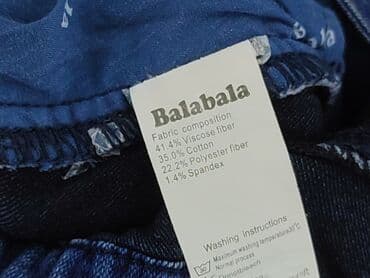 Balabala
Fabric composition
41.4% Viscose fiber
35.0% Cotton
22.2% Polyester fiber
1.4% Spandex
Washing instructions
Maximum washing temperature30°C
Normal process